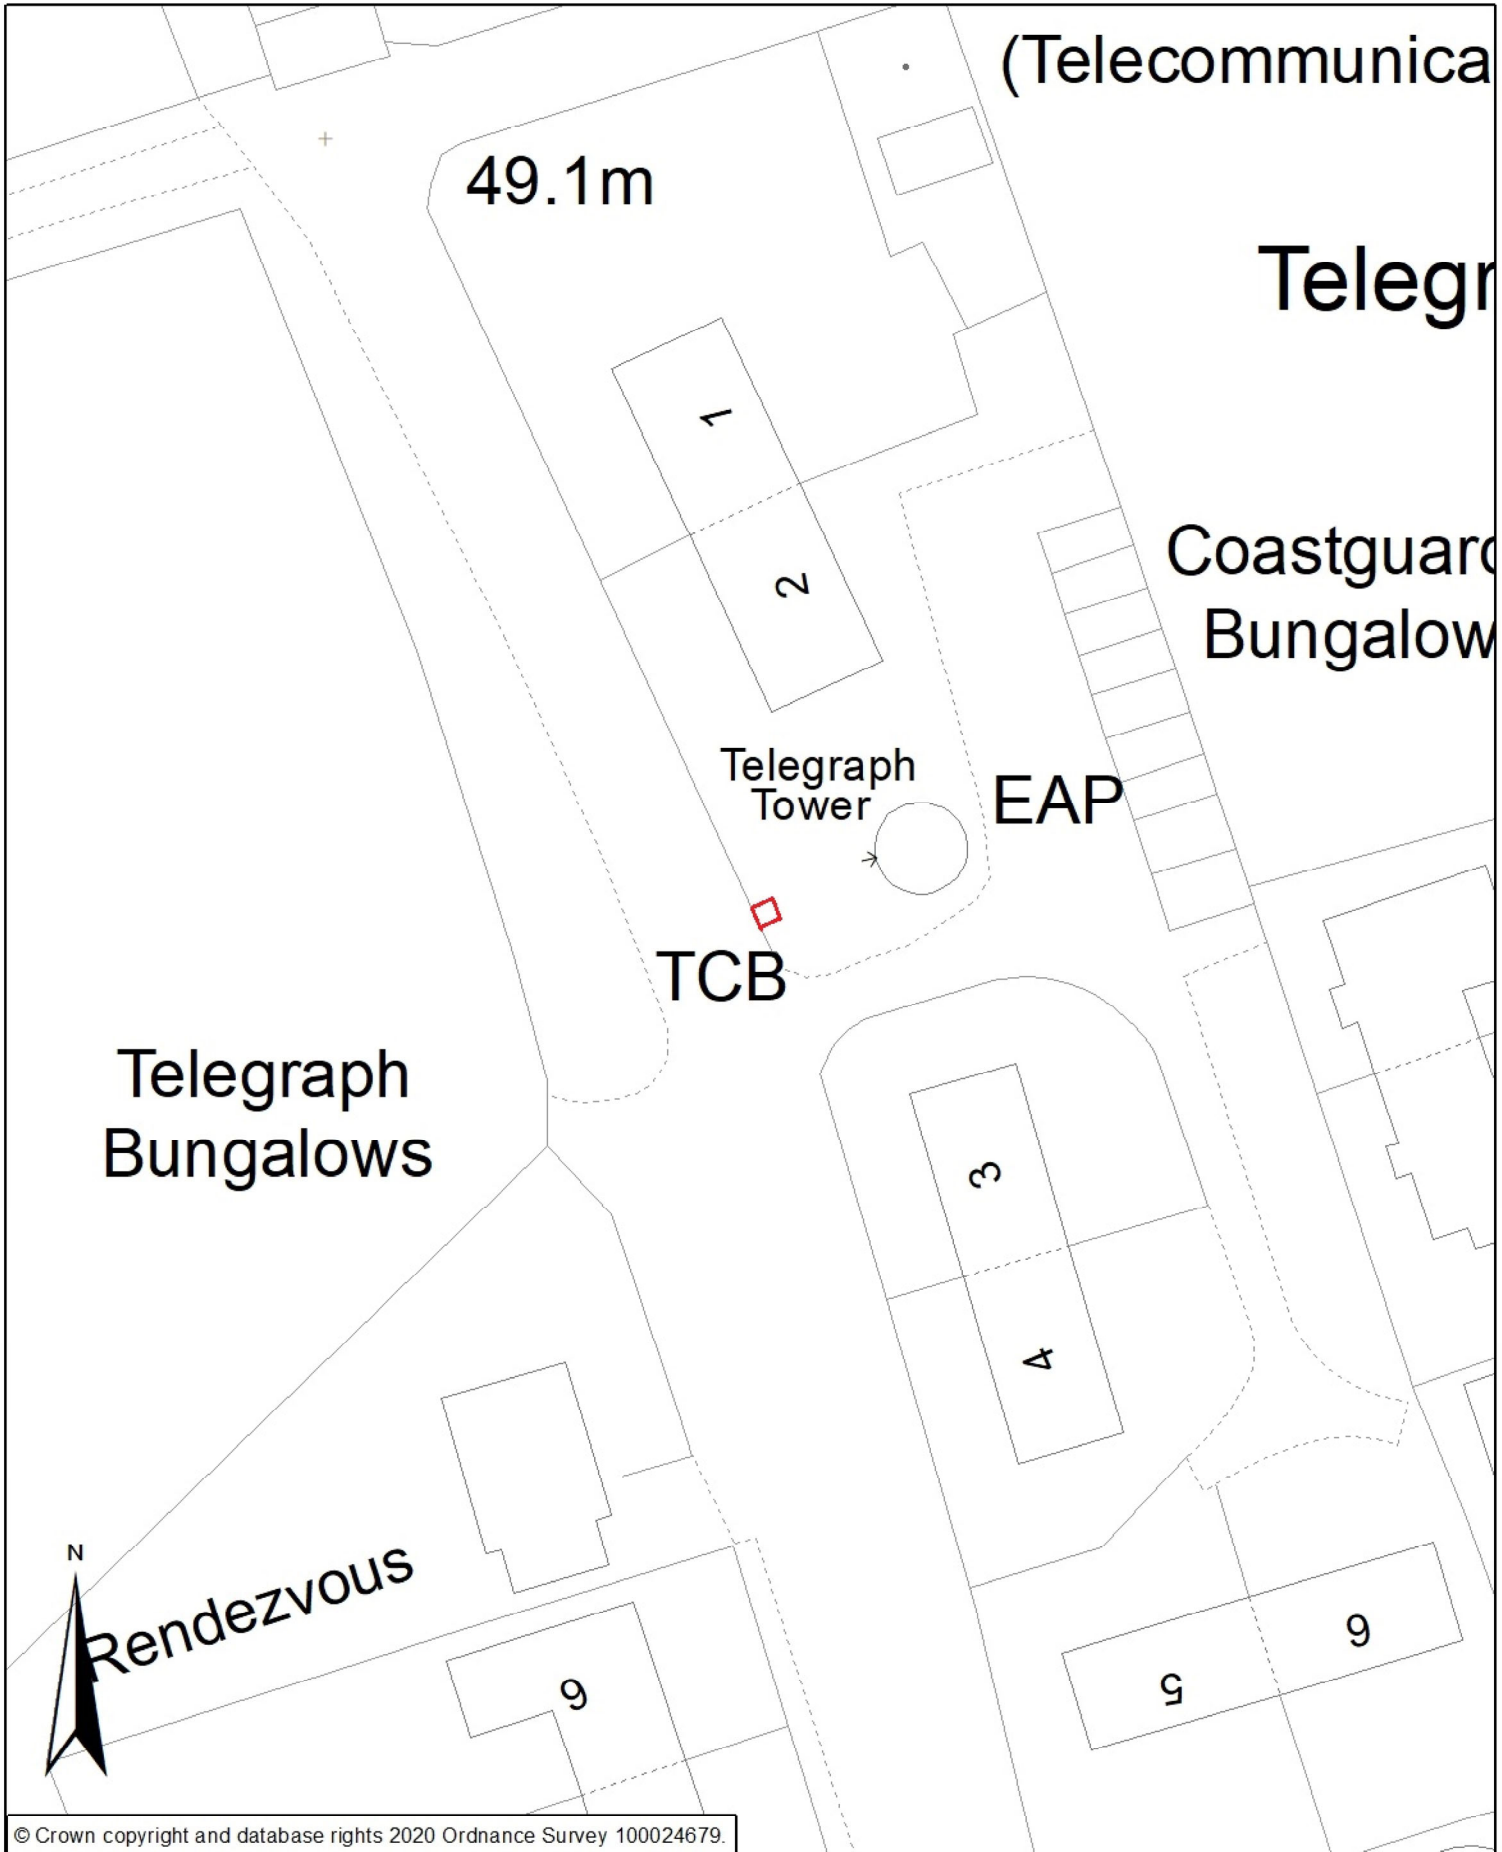 (Telecommunica
49.1m
Telegr
1
Coastguard
Bungalow
2
Telegraph
Tower
EAP
TCB
Telegraph
Bungalows
3
4
N
Rendezvous
6
5
6
© Crown copyright and database rights 2020 Ordnance Survey 100024679.